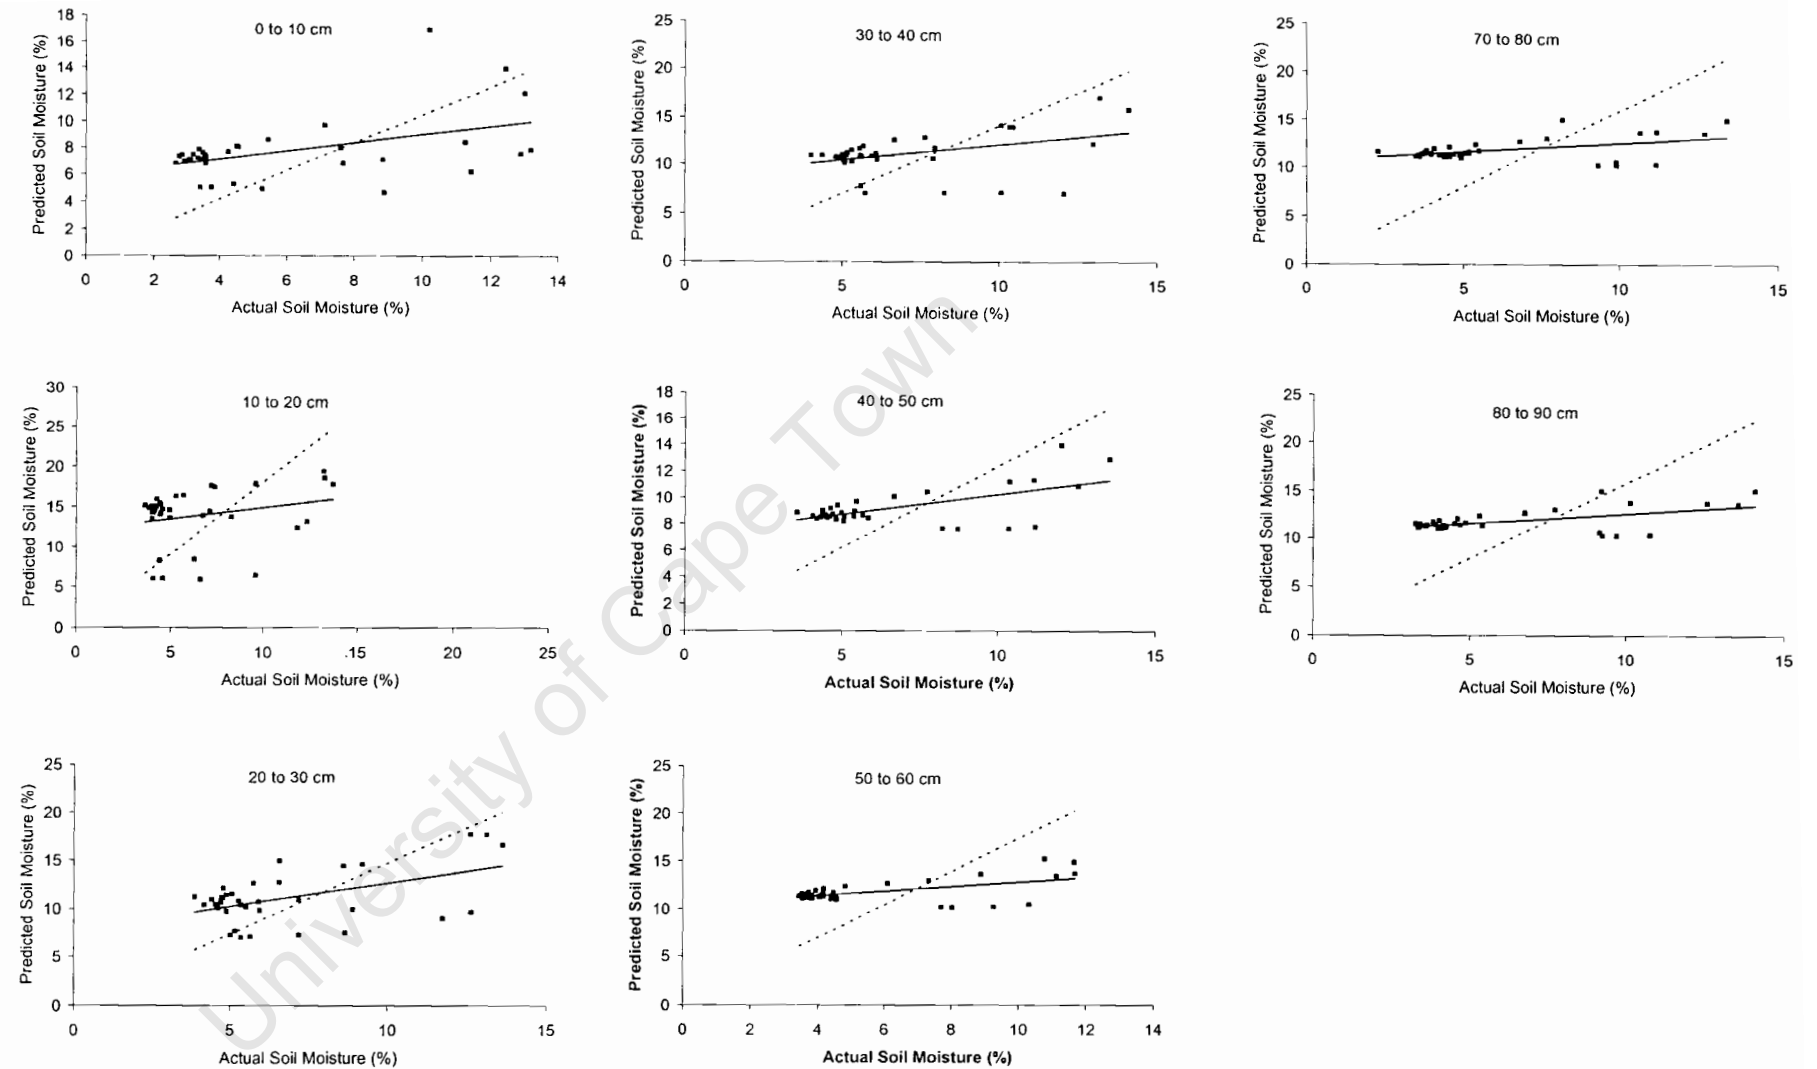 0 to 10 cm
Predicted Soil Moisture (%)
18
16
14
12
10
8
6
4
2
0
0 2 4 6 8 10 12 14
Actual Soil Moisture (%)
30 to 40 cm
Predicted Soil Moisture (%)
25
20
15
10
5
0
0 5 10 15
Actual Soil Moisture (%)
70 to 80 cm
Predicted Soil Moisture (%)
25
20
15
10
5
0
0 5 10 15
Actual Soil Moisture (%)
10 to 20 cm
Predicted Soil Moisture (%)
30
25
20
15
10
5
0
0 5 10 .15 20 25
Actual Soil Moisture (%)
40 to 50 cm
Predicted Soil Moisture (%)
18
16
14
12
10
8
6
4
2
0
0 5 10 15
Actual Soil Moisture (%)
80 to 90 cm
Predicted Soil Moisture (%)
25
20
15
10
5
0
0 5 10 15
Actual Soil Moisture (%)
20 to 30 cm
Predicted Soil Moisture (%)
25
20
15
10
5
0
0 5 10 15
Actual Soil Moisture (%)
50 to 60 cm
Predicted Soil Moisture (%)
25
20
15
10
5
0
0 2 4 6 8 10 12 14
Actual Soil Moisture (%)
University of Cape Town